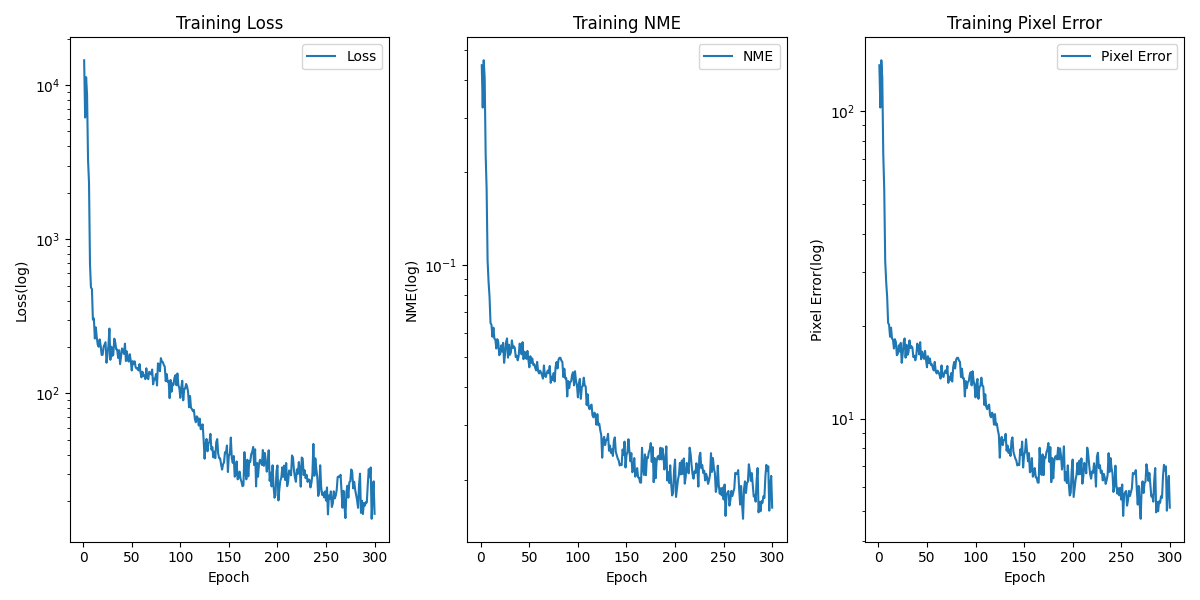 Training Loss
Training NME
Training Pixel Error
Loss
NME
Pixel Error
10^4
10^3
10^2
Loss(log)
0 50 100 150 200 250 300
Epoch
10^-1
NME(log)
0 50 100 150 200 250 300
Epoch
10^2
10^1
Pixel Error(log)
0 50 100 150 200 250 300
Epoch